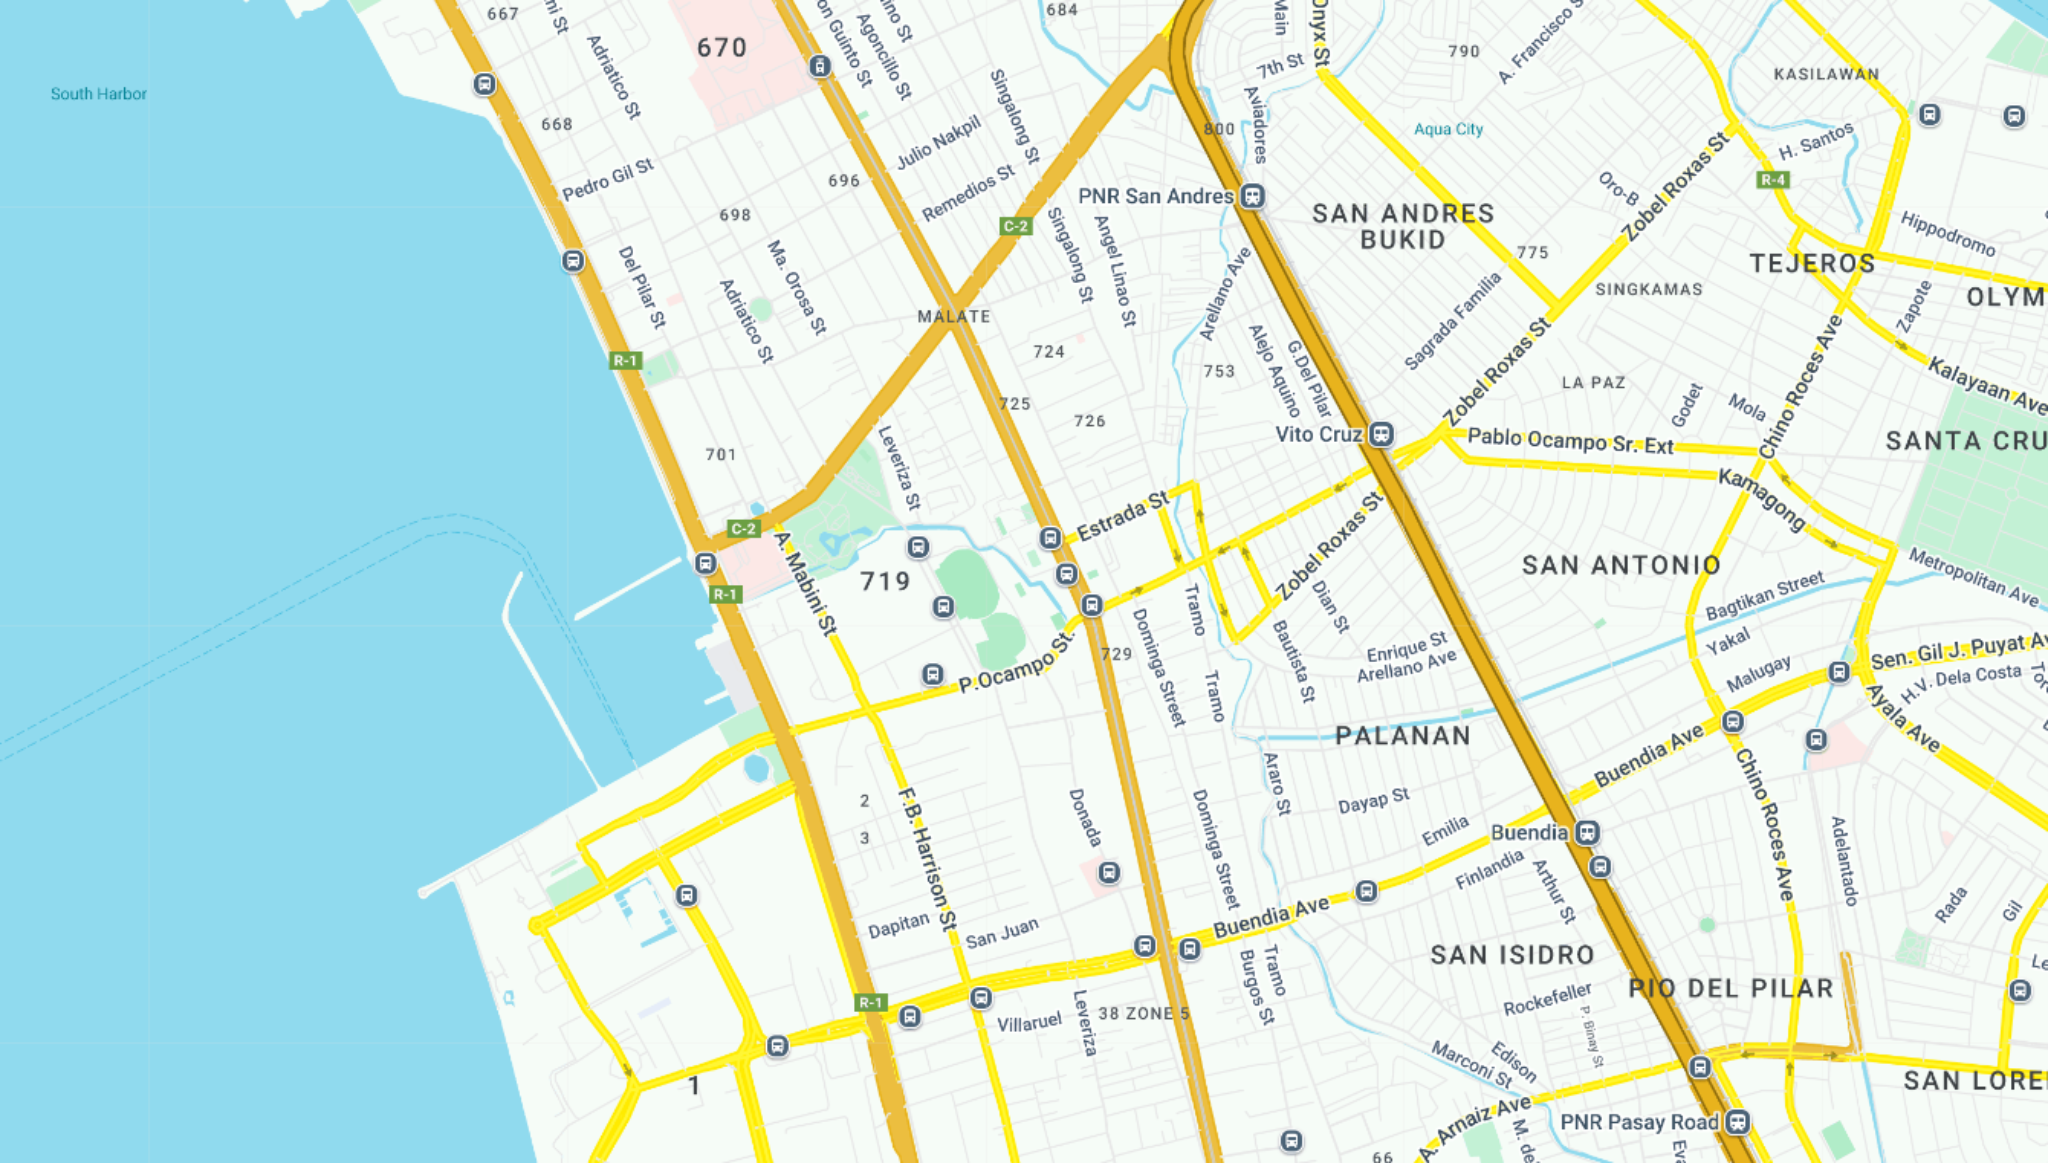 667
684
Adriatico St
670
Agoncillo St
Singalong St
Main
Onyx St
7th St
790
A. Francisco S
KASILAWAN
South Harbor
668
Julio Nakpil
800
Aviadores
Aqua City
H. Santos
Pedro Gil St
696
Remedios St
PNR San Andres
Oro-B
Zobel Roxas St
R-4
698
C-2
Singalong St
Angel Linao St
SAN ANDRES
BUKID
775
Hippodromo
Del Pilar St
Ma. Orosa St
Adriatico St
Arellano Ave
Sagrada Familia
SINGKAMAS
TEJEROS
OLYM
Zapote
MALATE
R-1
724
753
Alejo Aquino
G.Del Pilar
Zobel Roxas St
LA PAZ
Godet
Mola
Chino Roces Ave
Kalayaan Ave
725
726
701
Leveriza St
Vito Cruz
Pablo Ocampo Sr. Ext
SANTA CRU
C-2
Estrada St
Kamagong
A. Mabini St
719
Zobel Roxas St
SAN ANTONIO
Metropolitan Ave
R-1
Tramo
Dian St
Bagtikan Street
Yakal
P.Ocampo St.
729
Dominga Street
Bautista St
Enrique St
Arellano Ave
Malugay
Sen. Gil J. Puyat Av
H.V. Dela Costa
Tramo
PALANAN
Buendia Ave
Ayala Ave
2
3
F.B. Harrison St
Donada
Dominga Street
Araro St
Dayap St
Emilia
Buendia
Chino Roces Ave
Adelantado
Finlandia
Arthur St
Rada
Gil
Dapitan
San Juan
Buendia Ave
SAN ISIDRO
Le
R-1
Villaruel
Leveriza
38 ZONE 5
Burgos St
Tramo
Rockefeller
P. Binay St
PIO DEL PILAR
1
Marconi St
Edison
SAN LORE
A. Arnaiz Ave
PNR Pasay Road
66
M. de
Eva